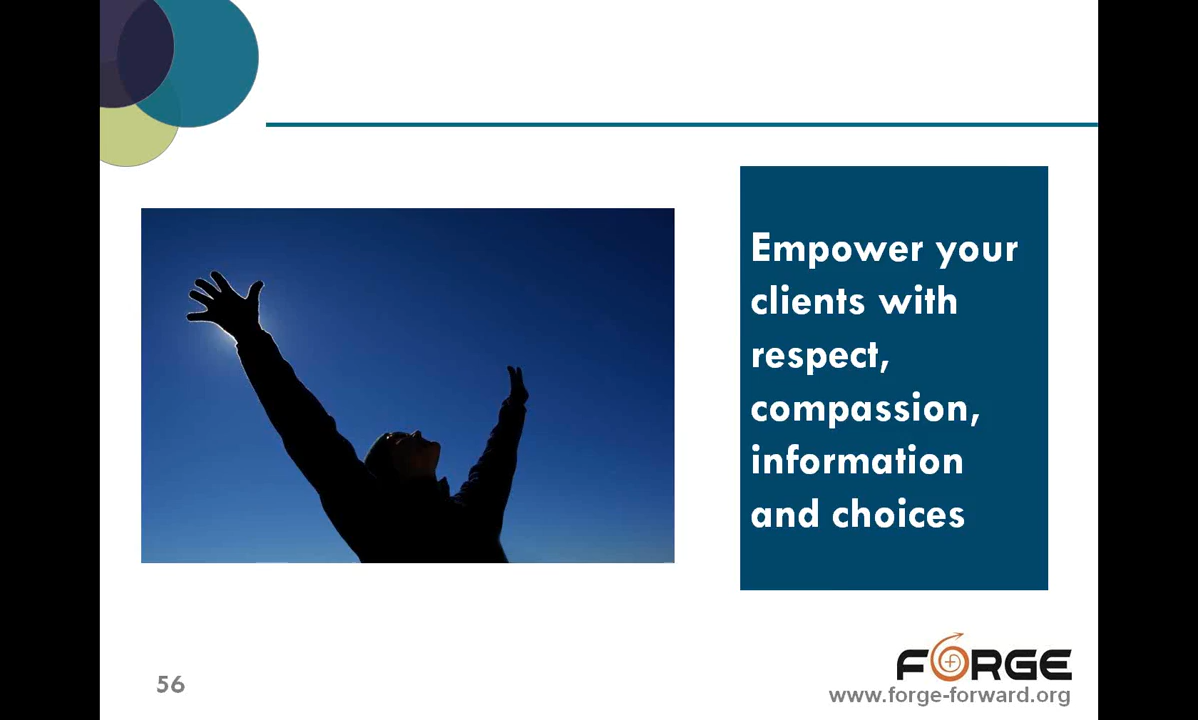 Empower your
clients with
respect,
compassion,
information
and choices
56
FORGE
www.forge-forward.org